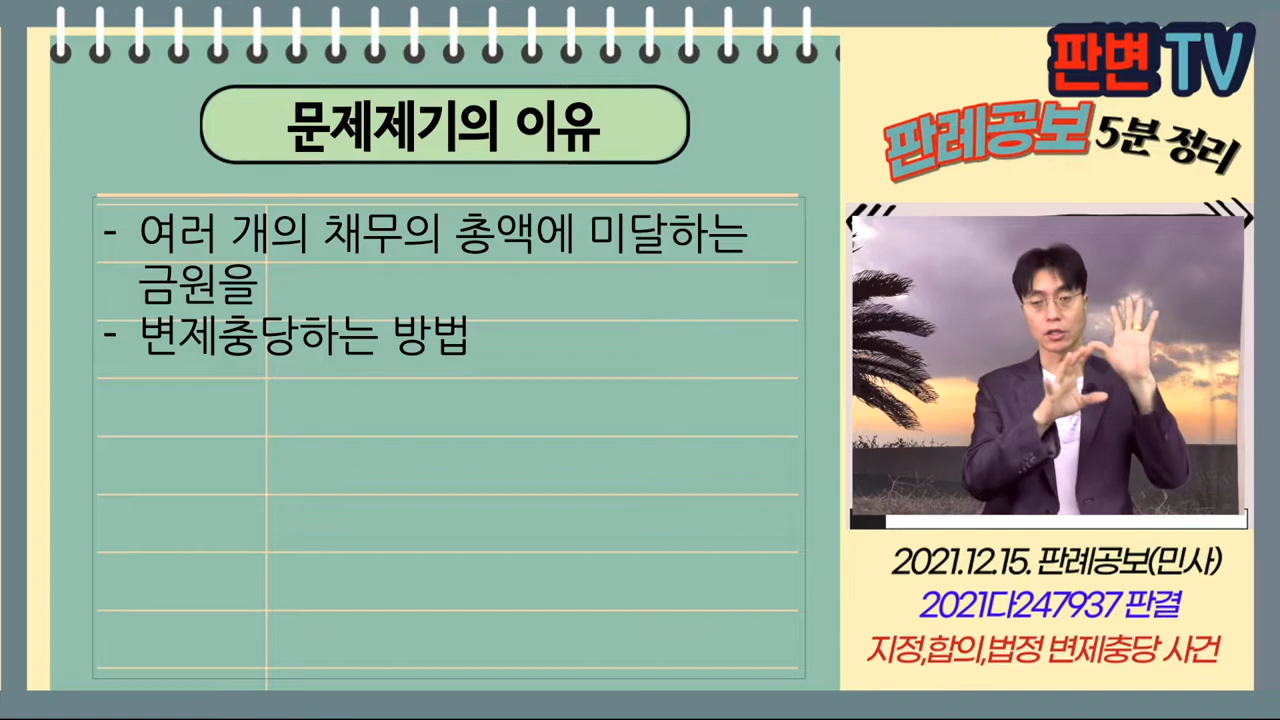 문제제기의 이유
- 여러 개의 채무의 총액에 미달하는
금원을
- 변제충당하는 방법
판변 TV
판례공보 5분 정리
2021.12.15. 판례공보(민사)
2021다247937 판결
지정,합의,법정 변제충당 사건